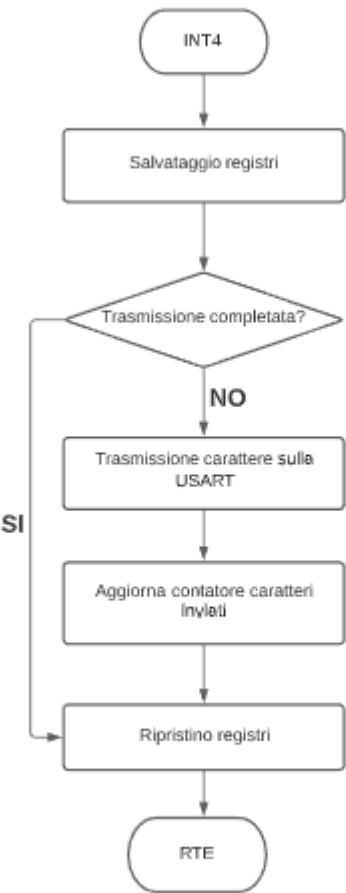 INT4
Salvataggio registri
Trasmissione completata?
NO
Trasmissione carattere sulla
USART
SI
Aggiorna contatore caratteri
Inviati
Ripristino registri
RTE